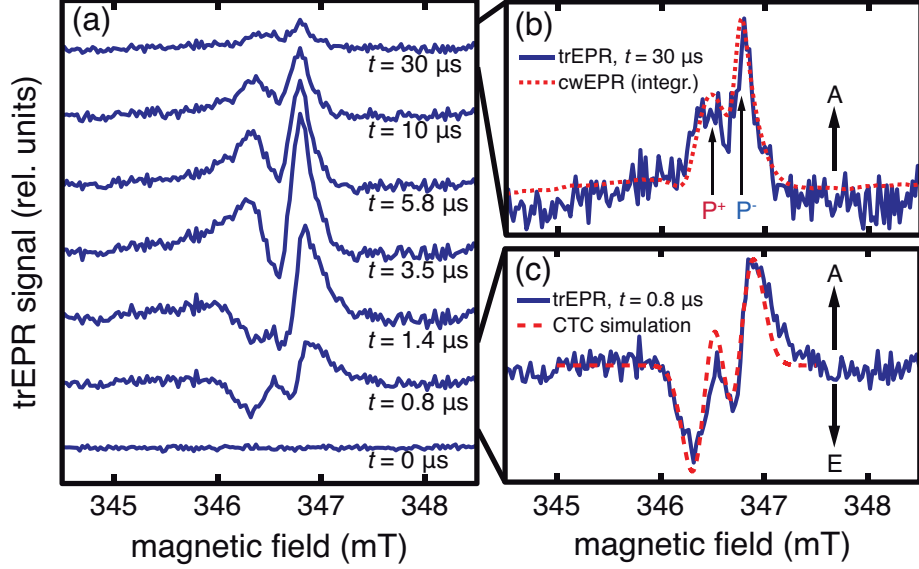 (a)
t = 30 µs
t = 10 µs
t = 5.8 µs
t = 3.5 µs
t = 1.4 µs
t = 0.8 µs
t = 0 µs
trEPR signal (rel. units)
345 346 347 348
magnetic field (mT)
(b)
trEPR, t = 30 µs
cwEPR (integr.)
A
P+ P-
(c)
trEPR, t = 0.8 µs
CTC simulation
A
E
345 346 347 348
magnetic field (mT)